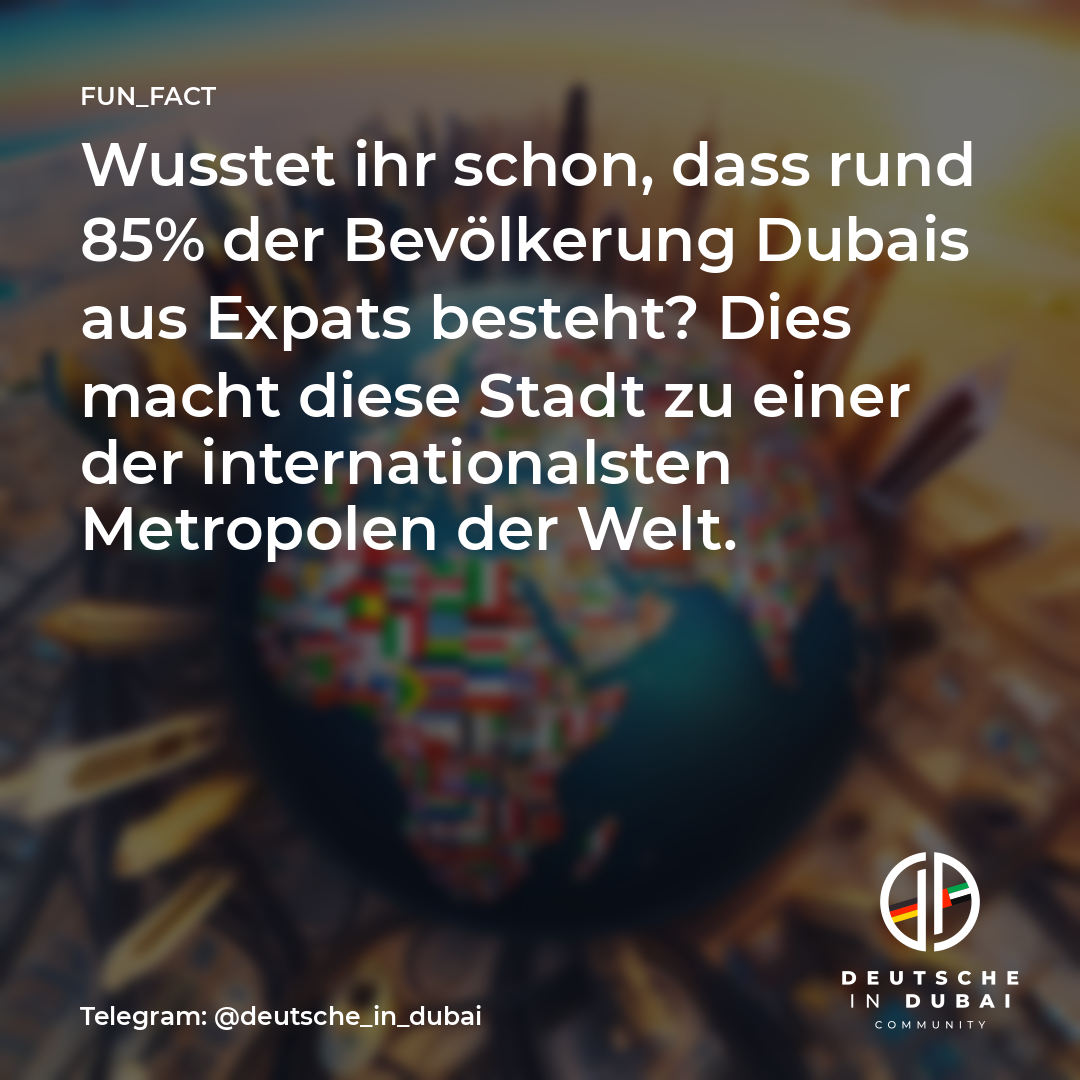 FUN_FACT
Wusstet ihr schon, dass rund
85% der Bevölkerung Dubais
aus Expats besteht? Dies
macht diese Stadt zu einer
der internationalsten
Metropolen der Welt.
DEUTSCHE
IN DUBAI
COMMUNITY
Telegram: @deutsche_in_dubai